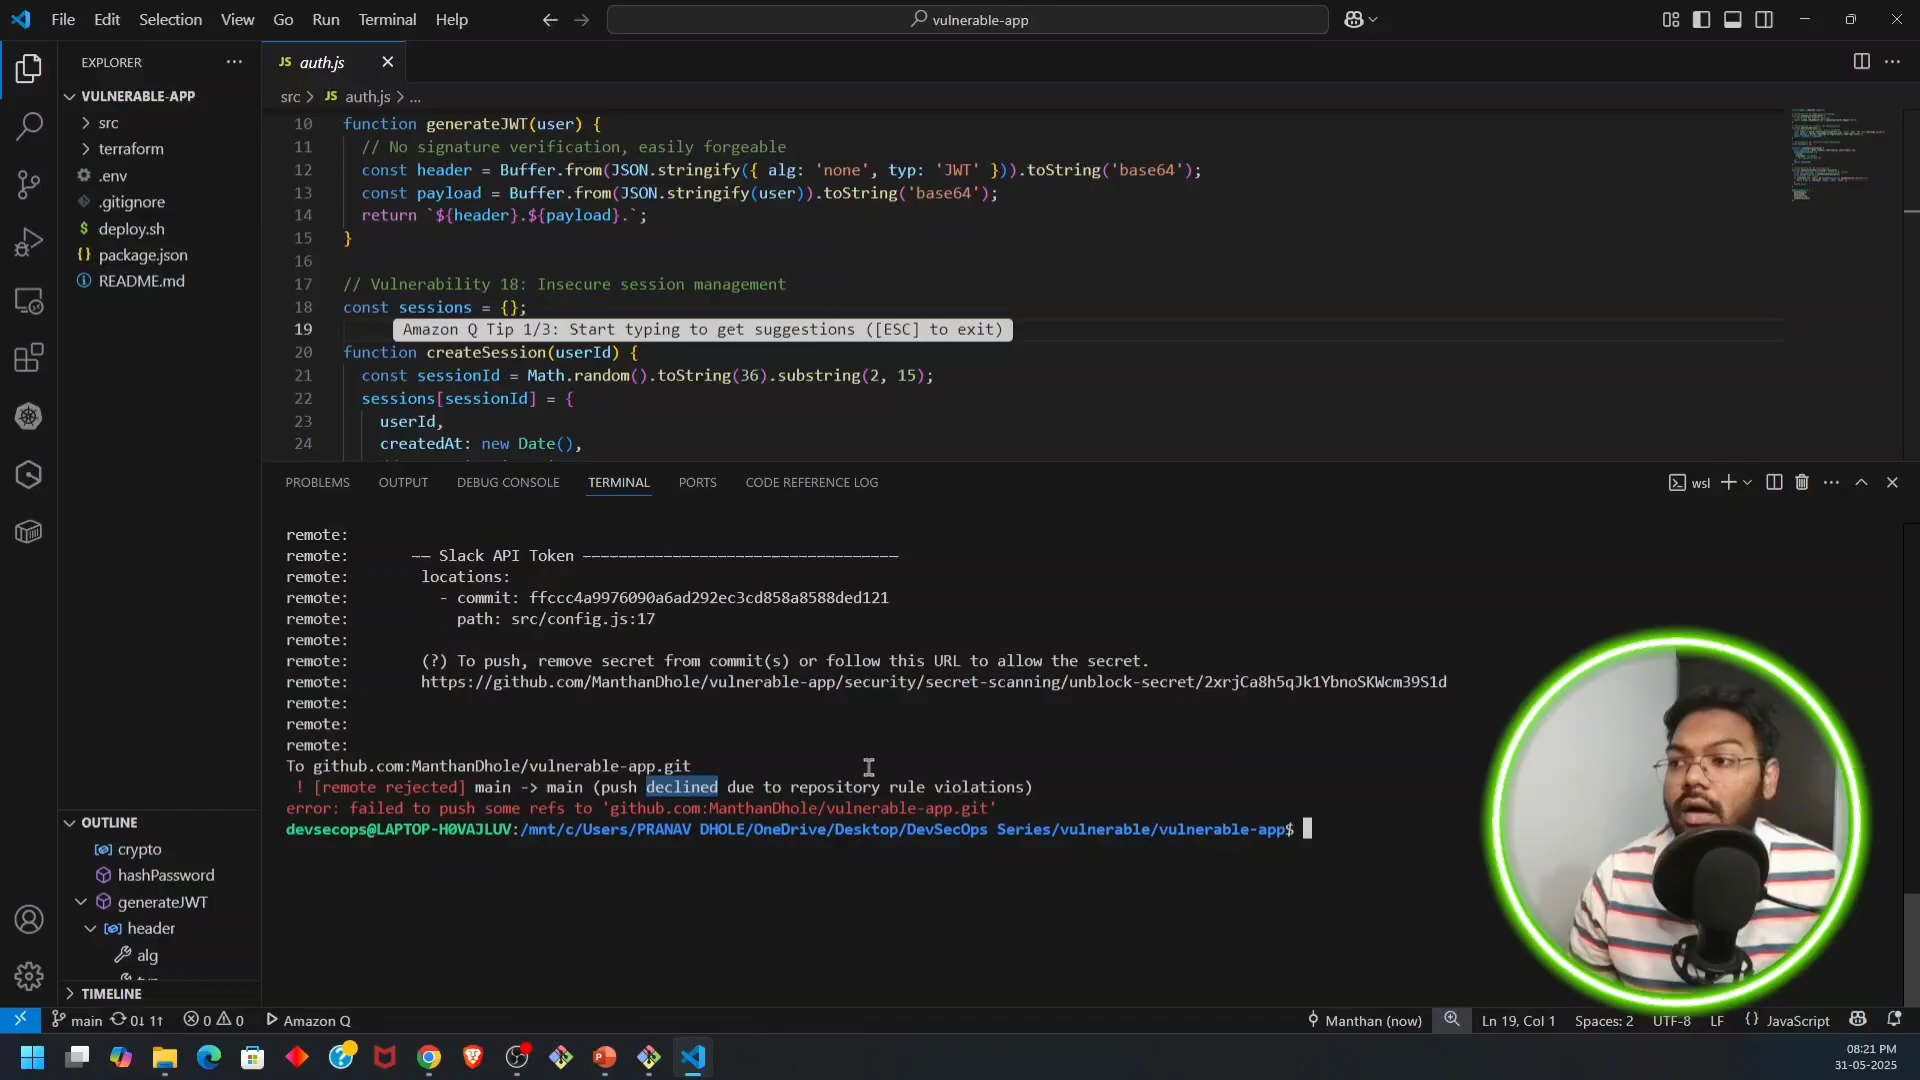 File Edit Selection View Go Run Terminal Help
vulnerable-app
EXPLORER
VULNERABLE-APP
src
terraform
.env
.gitignore
$ deploy.sh
{} package.json
README.md
OUTLINE
crypto
hashPassword
generateJWT
header
alg
TIMELINE
JS auth.js
src > JS auth.js > ...
10 function generateJWT(user) {
11 // No signature verification, easily forgeable
12 const header = Buffer.from(JSON.stringify({ alg: 'none', typ: 'JWT' })).toString('base64');
13 const payload = Buffer.from(JSON.stringify(user)).toString('base64');
14 return `${header}.${payload}.`;
15 }
16
17 // Vulnerability 18: Insecure session management
18 const sessions = {};
19 Amazon Q Tip 1/3: Start typing to get suggestions ([ESC] to exit)
20 function createSession(userId) {
21 const sessionId = Math.random().toString(36).substring(2, 15);
22 sessions[sessionId] = {
23 userId,
24 createdAt: new Date(),
PROBLEMS OUTPUT DEBUG CONSOLE TERMINAL PORTS CODE REFERENCE LOG
wsl
remote:
remote: —— Slack API Token ———————————————————————————————————
remote: locations:
remote: - commit: ffccc4a9976090a6ad292ec3cd858a8588ded121
remote: path: src/config.js:17
remote:
remote: (?) To push, remove secret from commit(s) or follow this URL to allow the secret.
remote: https://github.com/ManthanDhole/vulnerable-app/security/secret-scanning/unblock-secret/2xrjCa8h5qJk1YbnoSKWcm39S1d
remote:
remote:
remote:
To github.com:ManthanDhole/vulnerable-app.git
! [remote rejected] main -> main (push declined due to repository rule violations)
error: failed to push some refs to 'github.com:ManthanDhole/vulnerable-app.git'
devsecops@LAPTOP-H0VAJLUV:/mnt/c/Users/PRANAV DHOLE/OneDrive/Desktop/DevSecOps Series/vulnerable/vulnerable-app$
main 0↓ 1↑ 0 0 Amazon Q
Manthan (now) Ln 19, Col 1 Spaces: 2 UTF-8 LF {} JavaScript
08:21 PM
31-05-2025